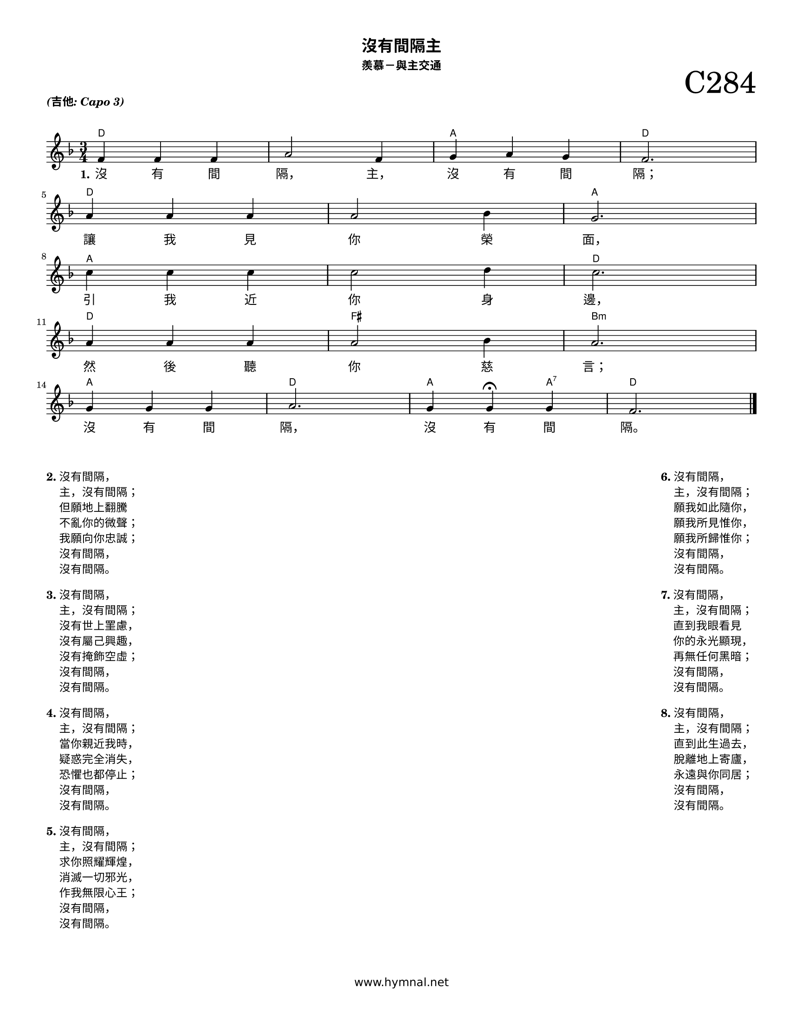 沒有間隔主
羨慕－與主交通
C284
(吉他: Capo 3)
D A D
3
4
1. 沒 有 間 隔， 主， 沒 有 間 隔；
5
D A
讓 我 見 你 榮 面，
8
A D
引 我 近 你 身 邊，
11
D F♯ Bm
然 後 聽 你 慈 言；
14
A D A A7 D
沒 有 間 隔， 沒 有 間 隔。
2. 沒有間隔，
主，沒有間隔；
但願地上翻騰
不亂你的微聲；
我願向你忠誠；
沒有間隔，
沒有間隔。
3. 沒有間隔，
主，沒有間隔；
沒有世上罣慮，
沒有屬己興趣，
沒有掩飾空虛；
沒有間隔，
沒有間隔。
4. 沒有間隔，
主，沒有間隔；
當你親近我時，
疑惑完全消失，
恐懼也都停止；
沒有間隔，
沒有間隔。
5. 沒有間隔，
主，沒有間隔；
求你照耀輝煌，
消滅一切邪光，
作我無限心王；
沒有間隔，
沒有間隔。
6. 沒有間隔，
主，沒有間隔；
願我如此隨你，
願我所見惟你，
願我所歸惟你；
沒有間隔，
沒有間隔。
7. 沒有間隔，
主，沒有間隔；
直到我眼看見
你的永光顯現，
再無任何黑暗；
沒有間隔，
沒有間隔。
8. 沒有間隔，
主，沒有間隔；
直到此生過去，
脫離地上寄廬，
永遠與你同居；
沒有間隔，
沒有間隔。
www.hymnal.net